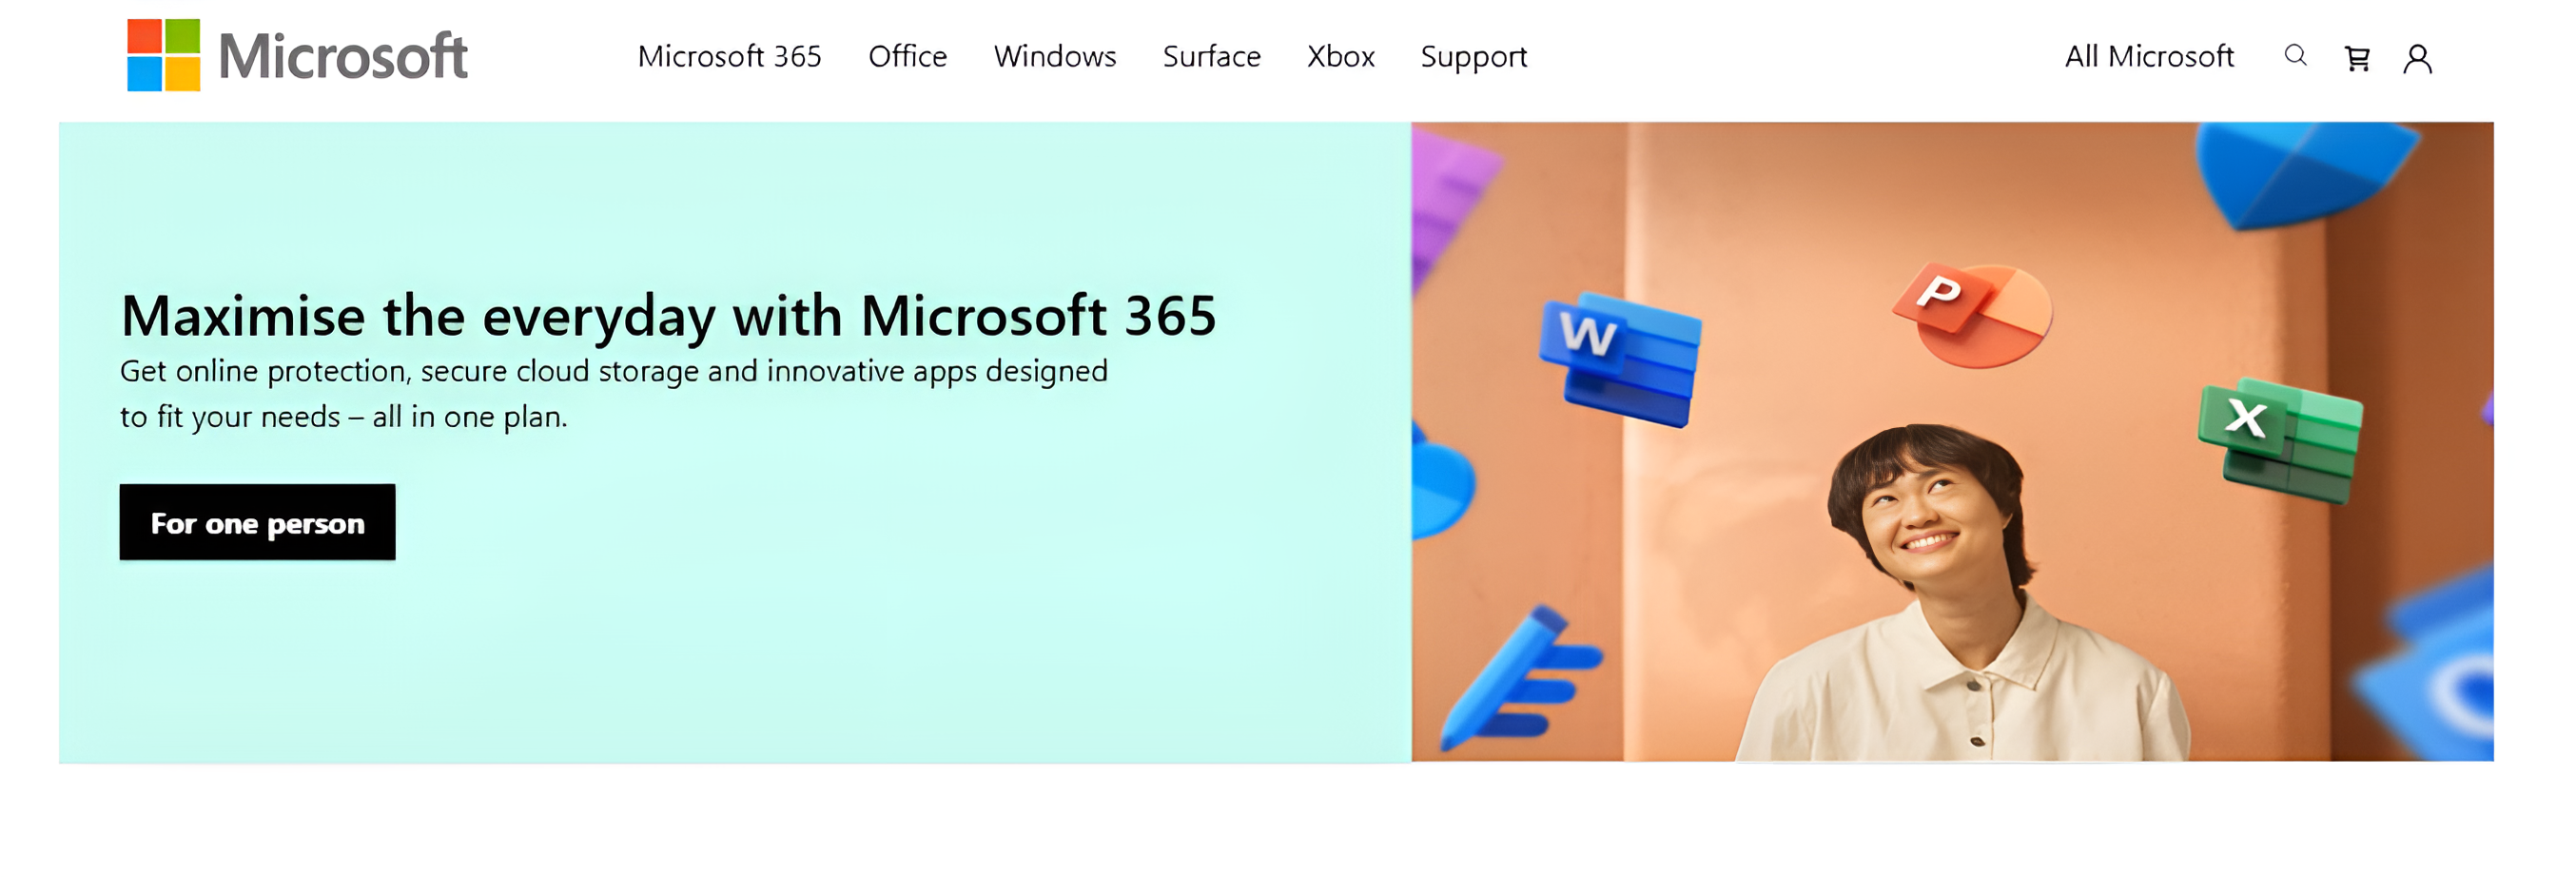 Microsoft Microsoft 365 Office Windows Surface Xbox Support All Microsoft
Maximise the everyday with Microsoft 365
Get online protection, secure cloud storage and innovative apps designed
to fit your needs – all in one plan.
For one person
P
W
X